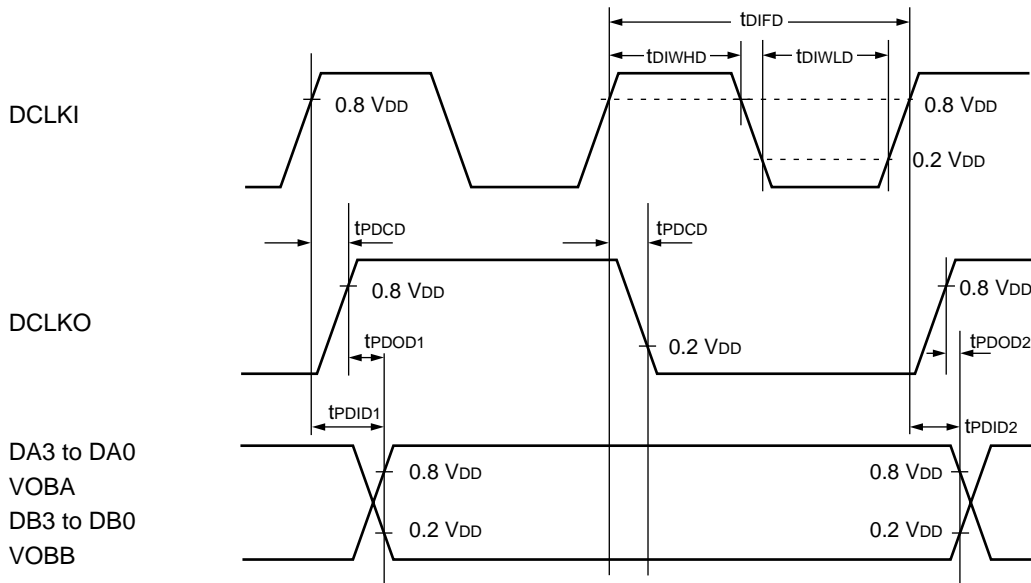 tDIFD
tDIWHD
tDIWLD
DCLKI
0.8 VDD
0.8 VDD
0.2 VDD
tPDCD
tPDCD
0.8 VDD
0.8 VDD
DCLKO
tPDOD1
0.2 VDD
tPDOD2
tPDID1
tPDID2
DA3 to DA0
VOBA
DB3 to DB0
VOBB
0.8 VDD
0.8 VDD
0.2 VDD
0.2 VDD